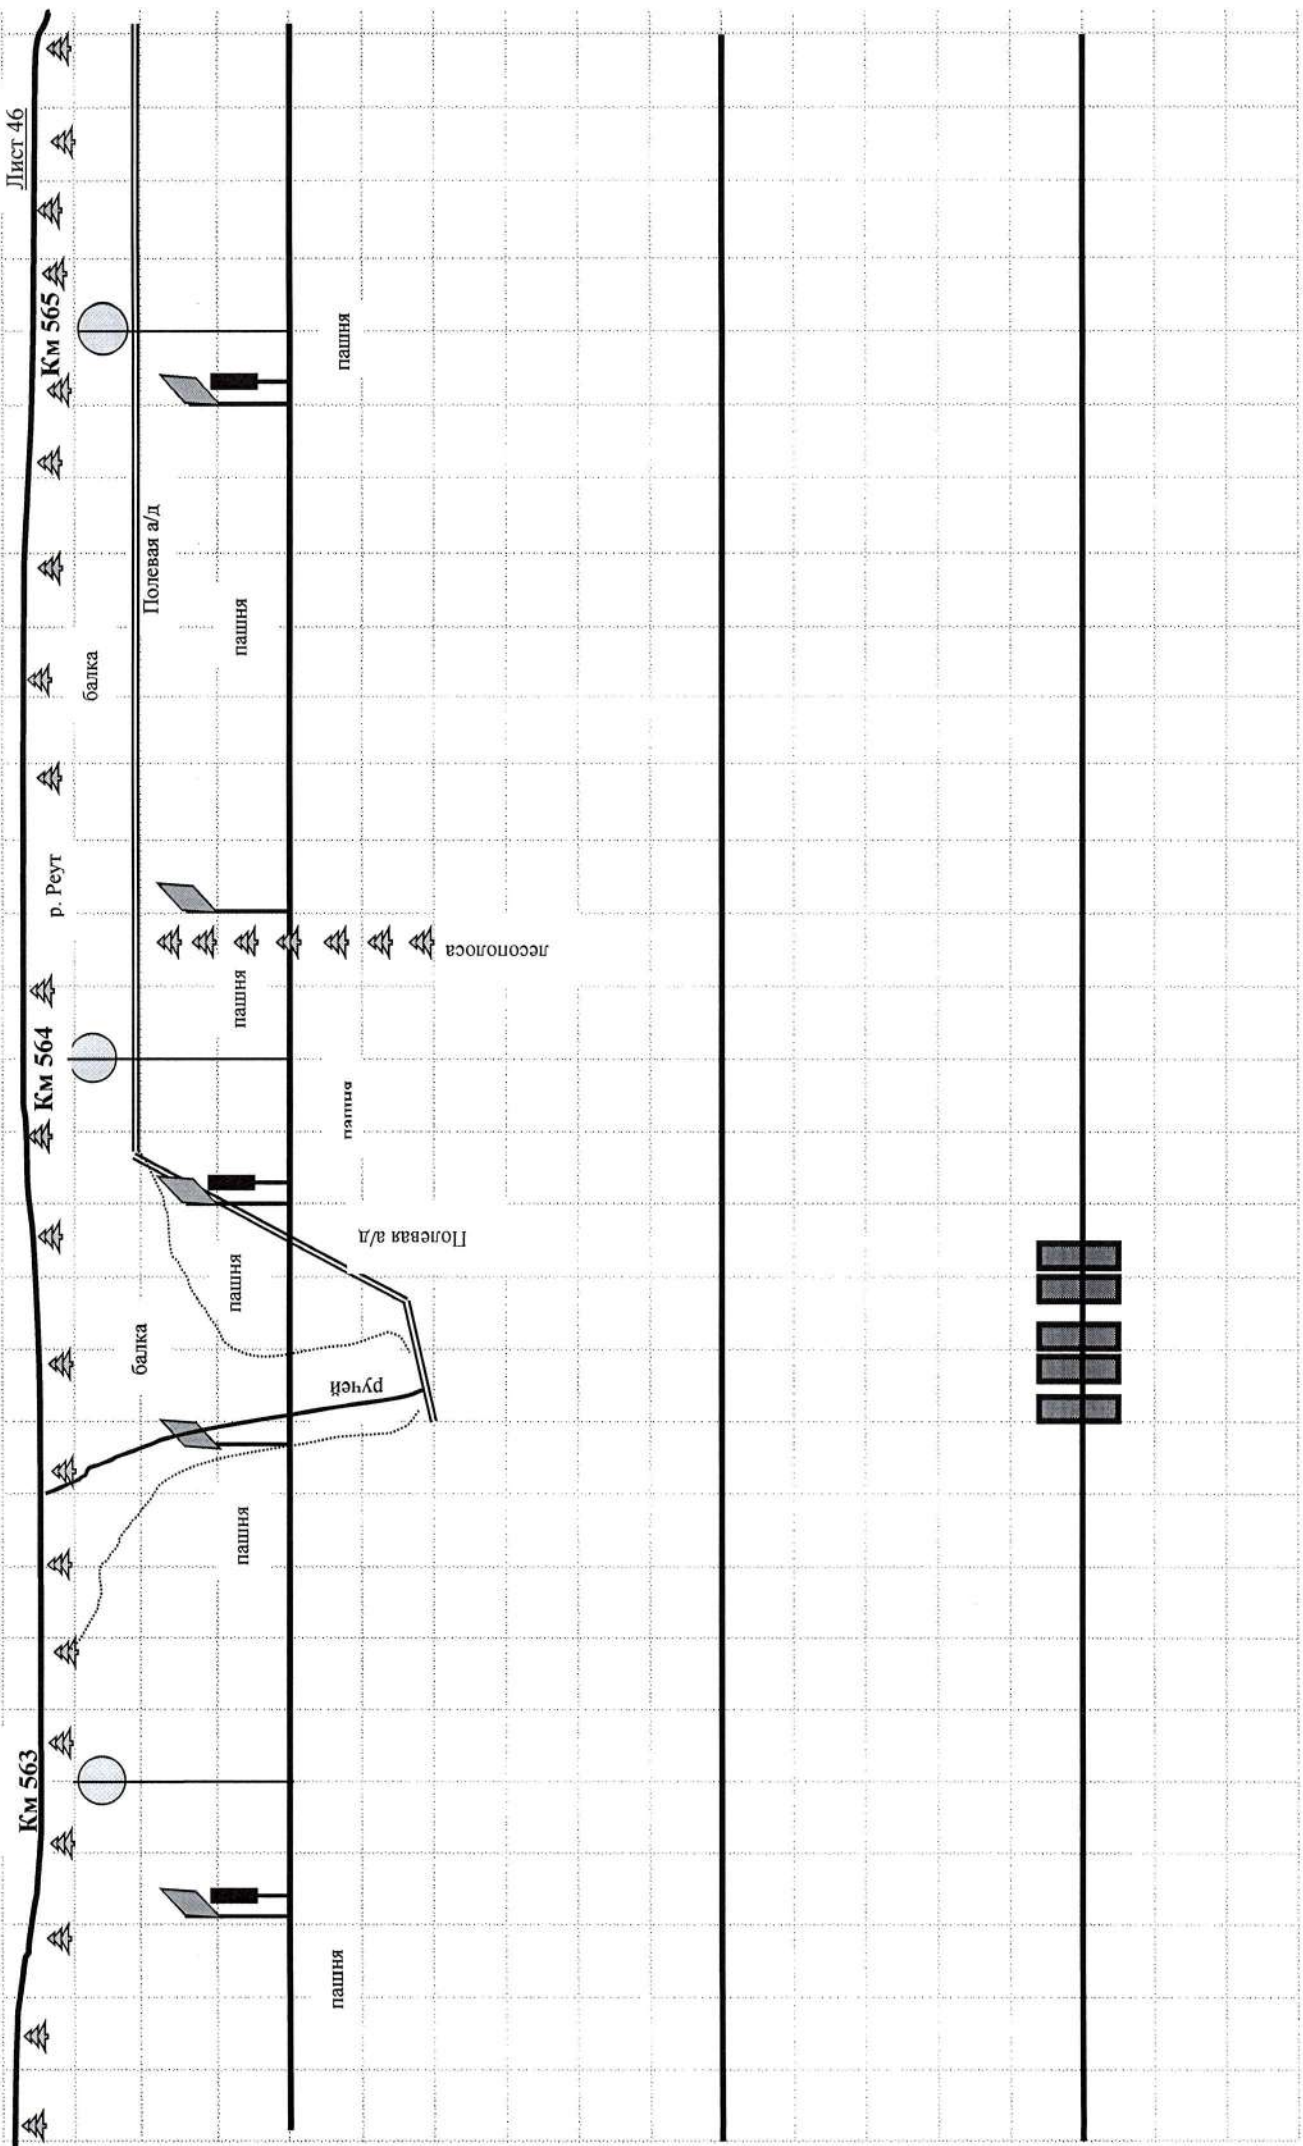 Лист 46
Км 563
Км 564
Км 565
р. Реут
балка
балка
Полевая а/д
пашня
пашня
пашня
пашня
пашня
пашня
пашня
ручей
Полевая а/д
лесополоса